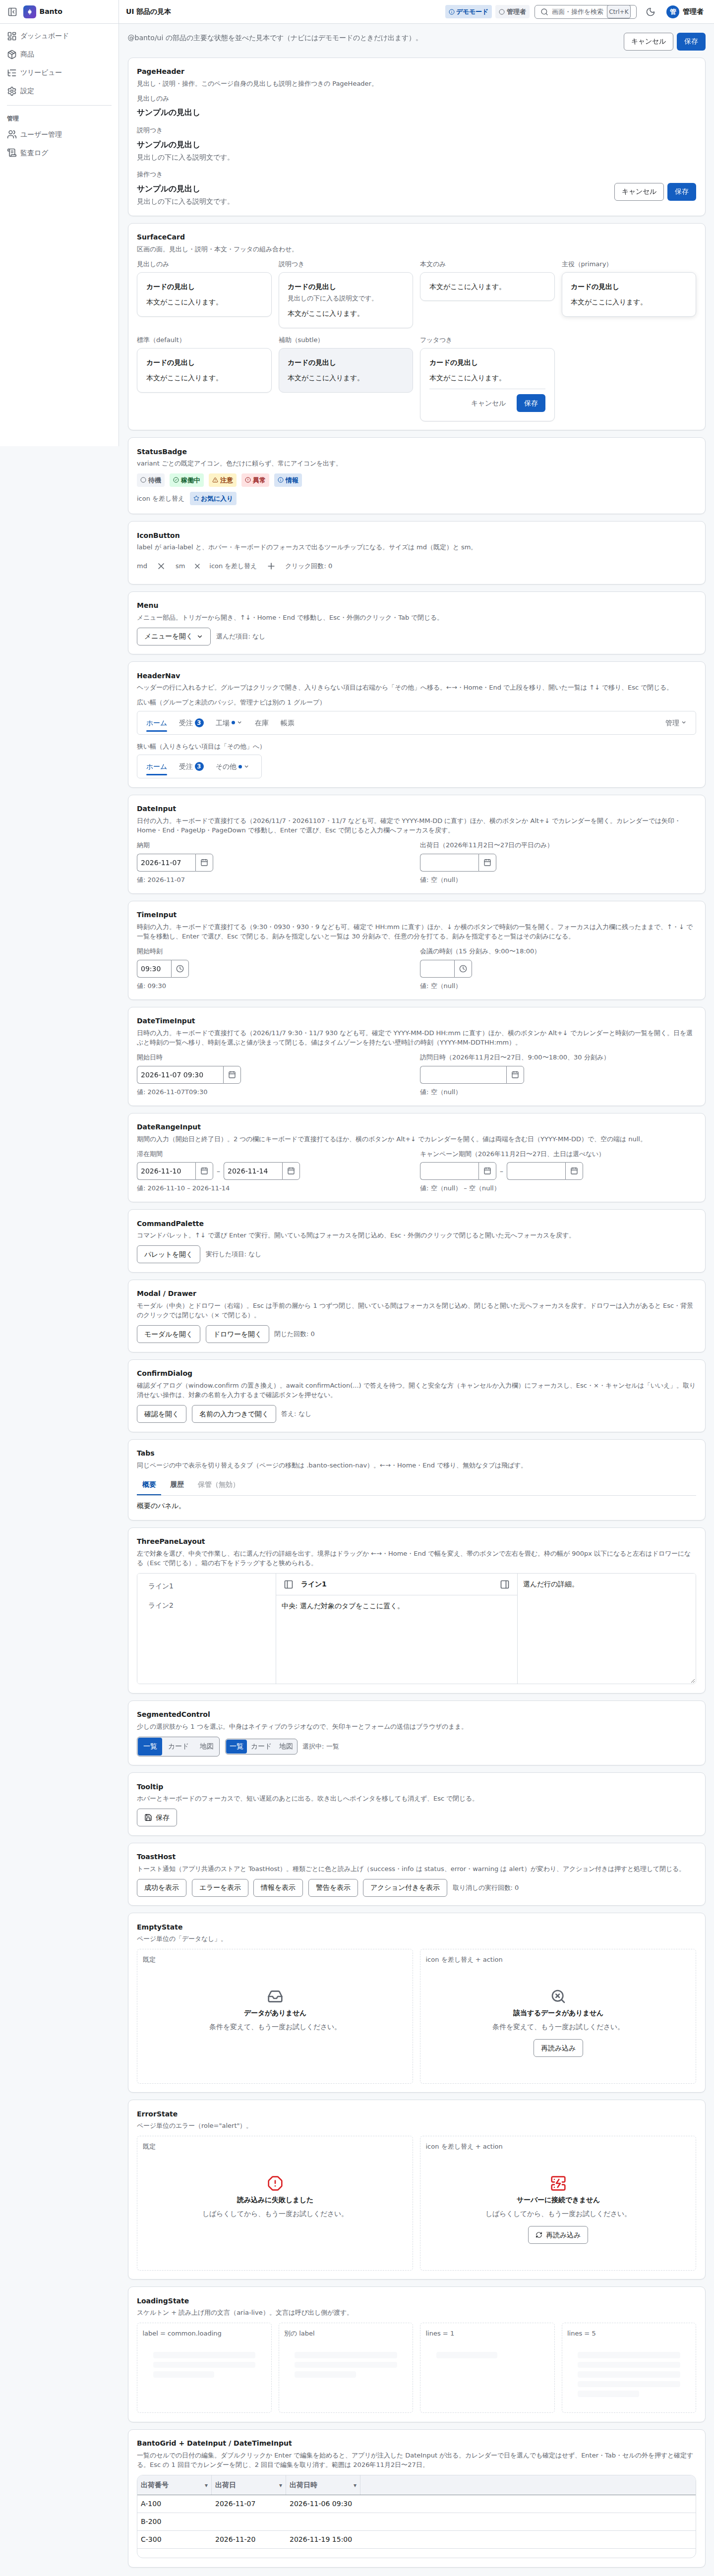 Banto
UI 部品の見本
デモモード
管理者
画面・操作を検索
Ctrl+K
管
管理者
ダッシュボード
商品
ツリービュー
設定
管理
ユーザー管理
監査ログ
@banto/ui の部品の主要な状態を並べた見本です（ナビにはデモモードのときだけ出ます）。
キャンセル
保存
PageHeader
見出し・説明・操作。このページ自身の見出しも説明と操作つきの PageHeader。
見出しのみ
サンプルの見出し
説明つき
サンプルの見出し
見出しの下に入る説明文です。
操作つき
サンプルの見出し
見出しの下に入る説明文です。
キャンセル
保存
SurfaceCard
区画の面。見出し・説明・本文・フッタの組み合わせ。
見出しのみ
カードの見出し
本文がここに入ります。
説明つき
カードの見出し
見出しの下に入る説明文です。
本文がここに入ります。
本文のみ
本文がここに入ります。
主役（primary）
カードの見出し
本文がここに入ります。
標準（default）
カードの見出し
本文がここに入ります。
補助（subtle）
カードの見出し
本文がここに入ります。
フッタつき
カードの見出し
本文がここに入ります。
キャンセル
保存
StatusBadge
variant ごとの既定アイコン。色だけに頼らず、常にアイコンを出す。
待機
稼働中
注意
異常
情報
icon を差し替え
お気に入り
IconButton
label が aria-label と、ホバー・キーボードのフォーカスで出るツールチップになる。サイズは md（既定）と sm。
md
sm
icon を差し替え
クリック回数: 0
Menu
メニュー部品。トリガーから開き、↑↓・Home・End で移動し、Esc・外側のクリック・Tab で閉じる。
メニューを開く
選んだ項目: なし
HeaderNav
ヘッダーの行に入れるナビ。グループはクリックで開き、入りきらない項目は右端から「その他」へ移る。←→・Home・End で上段を移り、開いた一覧は ↑↓ で移り、Esc で閉じる。
広い幅（グループと未読のバッジ。管理ナビは別の 1 グループ）
ホーム
受注
3
工場
在庫
帳票
管理
狭い幅（入りきらない項目は「その他」へ）
ホーム
受注
3
その他
DateInput
日付の入力。キーボードで直接打てる（2026/11/7・20261107・11/7 なども可。確定で YYYY-MM-DD に直す）ほか、横のボタンか Alt+↓ でカレンダーを開く。カレンダーでは矢印・
Home・End・PageUp・PageDown で移動し、Enter で選び、Esc で閉じると入力欄へフォーカスを戻す。
納期
2026-11-07
値: 2026-11-07
出荷日（2026年11月2日〜27日の平日のみ）
値: 空（null）
TimeInput
時刻の入力。キーボードで直接打てる（9:30・0930・930・9 なども可。確定で HH:mm に直す）ほか、↓ か横のボタンで時刻の一覧を開く。フォーカスは入力欄に残ったままで、↑・↓ で
一覧を移動し、Enter で選び、Esc で閉じる。刻みを指定しないと一覧は 30 分刻みで、任意の分を打てる。刻みを指定すると一覧はその刻みになる。
開始時刻
09:30
値: 09:30
会議の時刻（15 分刻み、9:00〜18:00）
値: 空（null）
DateTimeInput
日時の入力。キーボードで直接打てる（2026/11/7 9:30・11/7 930 なども可。確定で YYYY-MM-DD HH:mm に直す）ほか、横のボタンか Alt+↓ でカレンダーと時刻の一覧を開く。日を選
ぶと時刻の一覧へ移り、時刻を選ぶと値が決まって閉じる。値はタイムゾーンを持たない壁時計の時刻（YYYY-MM-DDTHH:mm）。
開始日時
2026-11-07 09:30
値: 2026-11-07T09:30
訪問日時（2026年11月2日〜27日、9:00〜18:00、30 分刻み）
値: 空（null）
DateRangeInput
期間の入力（開始日と終了日）。2 つの欄にキーボードで直接打てるほか、横のボタンか Alt+↓ でカレンダーを開く。値は両端を含む日（YYYY-MM-DD）で、空の端は null。
滞在期間
2026-11-10
–
2026-11-14
値: 2026-11-10 – 2026-11-14
キャンペーン期間（2026年11月2日〜27日、土日は選べない）
–
値: 空（null） – 空（null）
CommandPalette
コマンドパレット。↑↓ で選び Enter で実行。開いている間はフォーカスを閉じ込め、Esc・外側のクリックで閉じると開いた元へフォーカスを戻す。
パレットを開く
実行した項目: なし
Modal / Drawer
モーダル（中央）とドロワー（右端）。Esc は手前の層から 1 つずつ閉じ、開いている間はフォーカスを閉じ込め、閉じると開いた元へフォーカスを戻す。ドロワーは入力があると Esc・背景
のクリックでは閉じない（× で閉じる）。
モーダルを開く
ドロワーを開く
閉じた回数: 0
ConfirmDialog
確認ダイアログ（window.confirm の置き換え）。await confirmAction(...) で答えを待つ。開くと安全な方（キャンセルか入力欄）にフォーカスし、Esc・×・キャンセルは「いいえ」。取り
消せない操作は、対象の名前を入力するまで確認ボタンを押せない。
確認を開く
名前の入力つきで開く
答え: なし
Tabs
同じページの中で表示を切り替えるタブ（ページの移動は .banto-section-nav）。←→・Home・End で移り、無効なタブは飛ばす。
概要
履歴
保管（無効）
概要のパネル。
ThreePaneLayout
左で対象を選び、中央で作業し、右に選んだ行の詳細を出す。境界はドラッグか ←→・Home・End で幅を変え、帯のボタンで左右を畳む。枠の幅が 900px 以下になると左右はドロワーにな
る（Esc で閉じる）。箱の右下をドラッグすると狭められる。
ライン1
ライン2
ライン1
中央: 選んだ対象のタブをここに置く。
選んだ行の詳細。
SegmentedControl
少しの選択肢から 1 つを選ぶ。中身はネイティブのラジオなので、矢印キーとフォームの送信はブラウザのまま。
一覧
カード
地図
一覧
カード
地図
選択中: 一覧
Tooltip
ホバーとキーボードのフォーカスで、短い遅延のあとに出る。吹き出しへポインタを移しても消えず、Esc で閉じる。
保存
ToastHost
トースト通知（アプリ共通のストアと ToastHost）。種類ごとに色と読み上げ（success・info は status、error・warning は alert）が変わり、アクション付きは押すと処理して閉じる。
成功を表示
エラーを表示
情報を表示
警告を表示
アクション付きを表示
取り消しの実行回数: 0
EmptyState
ページ単位の「データなし」。
既定
データがありません
条件を変えて、もう一度お試しください。
icon を差し替え + action
該当するデータがありません
条件を変えて、もう一度お試しください。
再読み込み
ErrorState
ページ単位のエラー（role="alert"）。
既定
読み込みに失敗しました
しばらくしてから、もう一度お試しください。
icon を差し替え + action
サーバーに接続できません
しばらくしてから、もう一度お試しください。
再読み込み
LoadingState
スケルトン + 読み上げ用の文言（aria-live）。文言は呼び出し側が渡す。
label = common.loading
別の label
lines = 1
lines = 5
BantoGrid + DateInput / DateTimeInput
一覧のセルでの日付の編集。ダブルクリックか Enter で編集を始めると、アプリが注入した DateInput が出る。カレンダーで日を選んでも確定はせず、Enter・Tab・セルの外を押すと確定す
る。Esc の 1 回目でカレンダーを閉じ、2 回目で編集を取り消す。範囲は 2026年11月2日〜27日。
出荷番号
出荷日
出荷日時
A-100
2026-11-07
2026-11-06 09:30
B-200
C-300
2026-11-20
2026-11-19 15:00